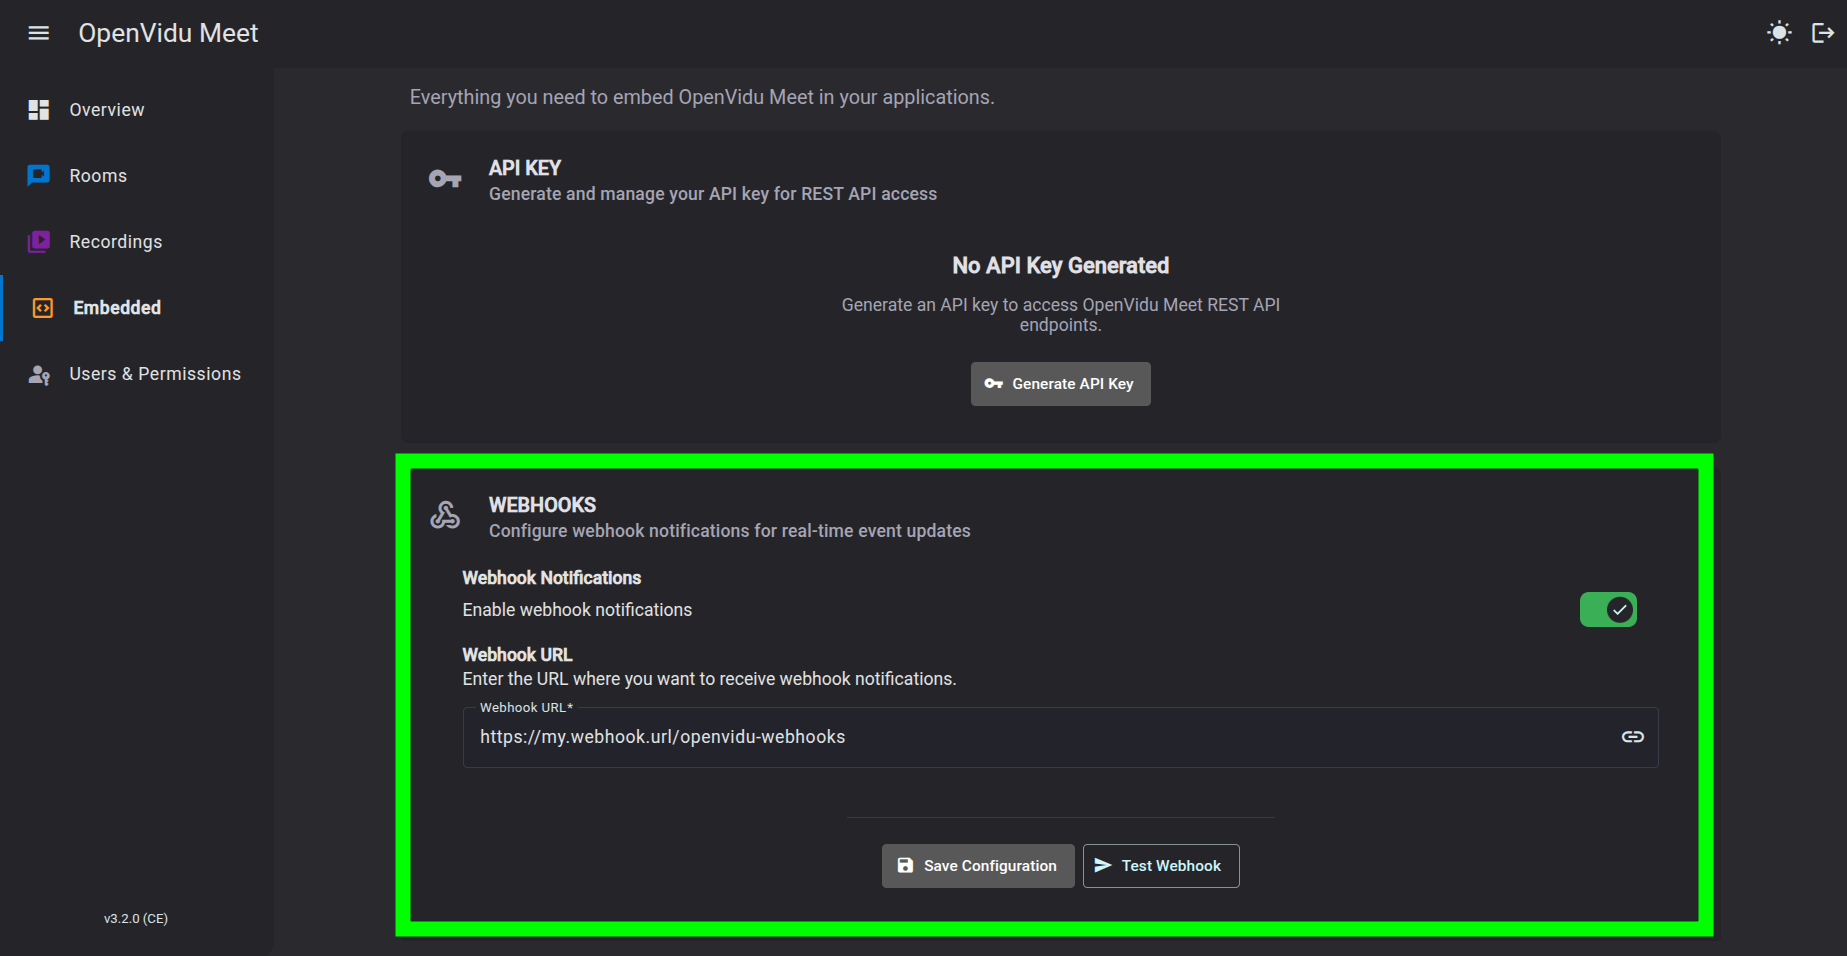 OpenVidu Meet
Overview
Rooms
Recordings
Embedded
Users & Permissions
v3.2.0 (CE)
Everything you need to embed OpenVidu Meet in your applications.
API KEY
Generate and manage your API key for REST API access
No API Key Generated
Generate an API key to access OpenVidu Meet REST API
endpoints.
Generate API Key
WEBHOOKS
Configure webhook notifications for real-time event updates
Webhook Notifications
Enable webhook notifications
Webhook URL
Enter the URL where you want to receive webhook notifications.
Webhook URL*
https://my.webhook.url/openvidu-webhooks
Save Configuration
Test Webhook